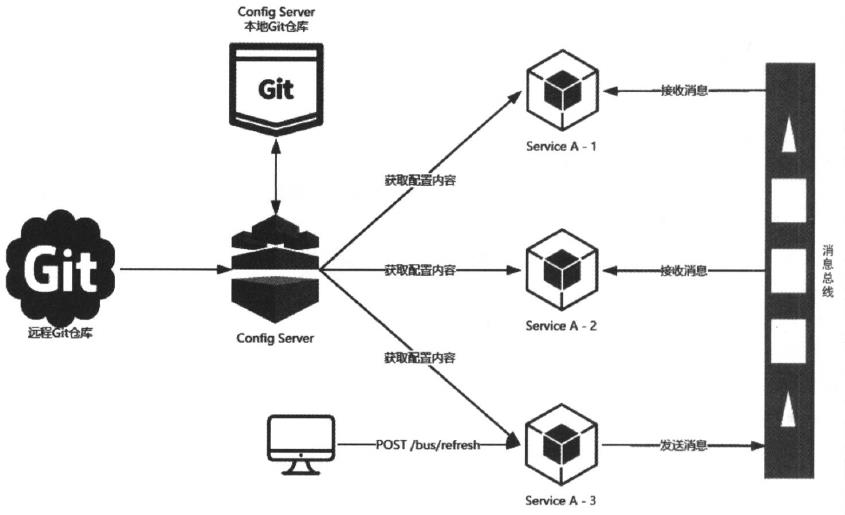 Config Server
本地Git仓库
Git
接收消息
Service A - 1
获取配置内容
Git
获取配置内容
接收消息
消息总线
远程Git仓库
Config Server
Service A - 2
获取配置内容
POST /bus/refresh
发送消息
Service A - 3